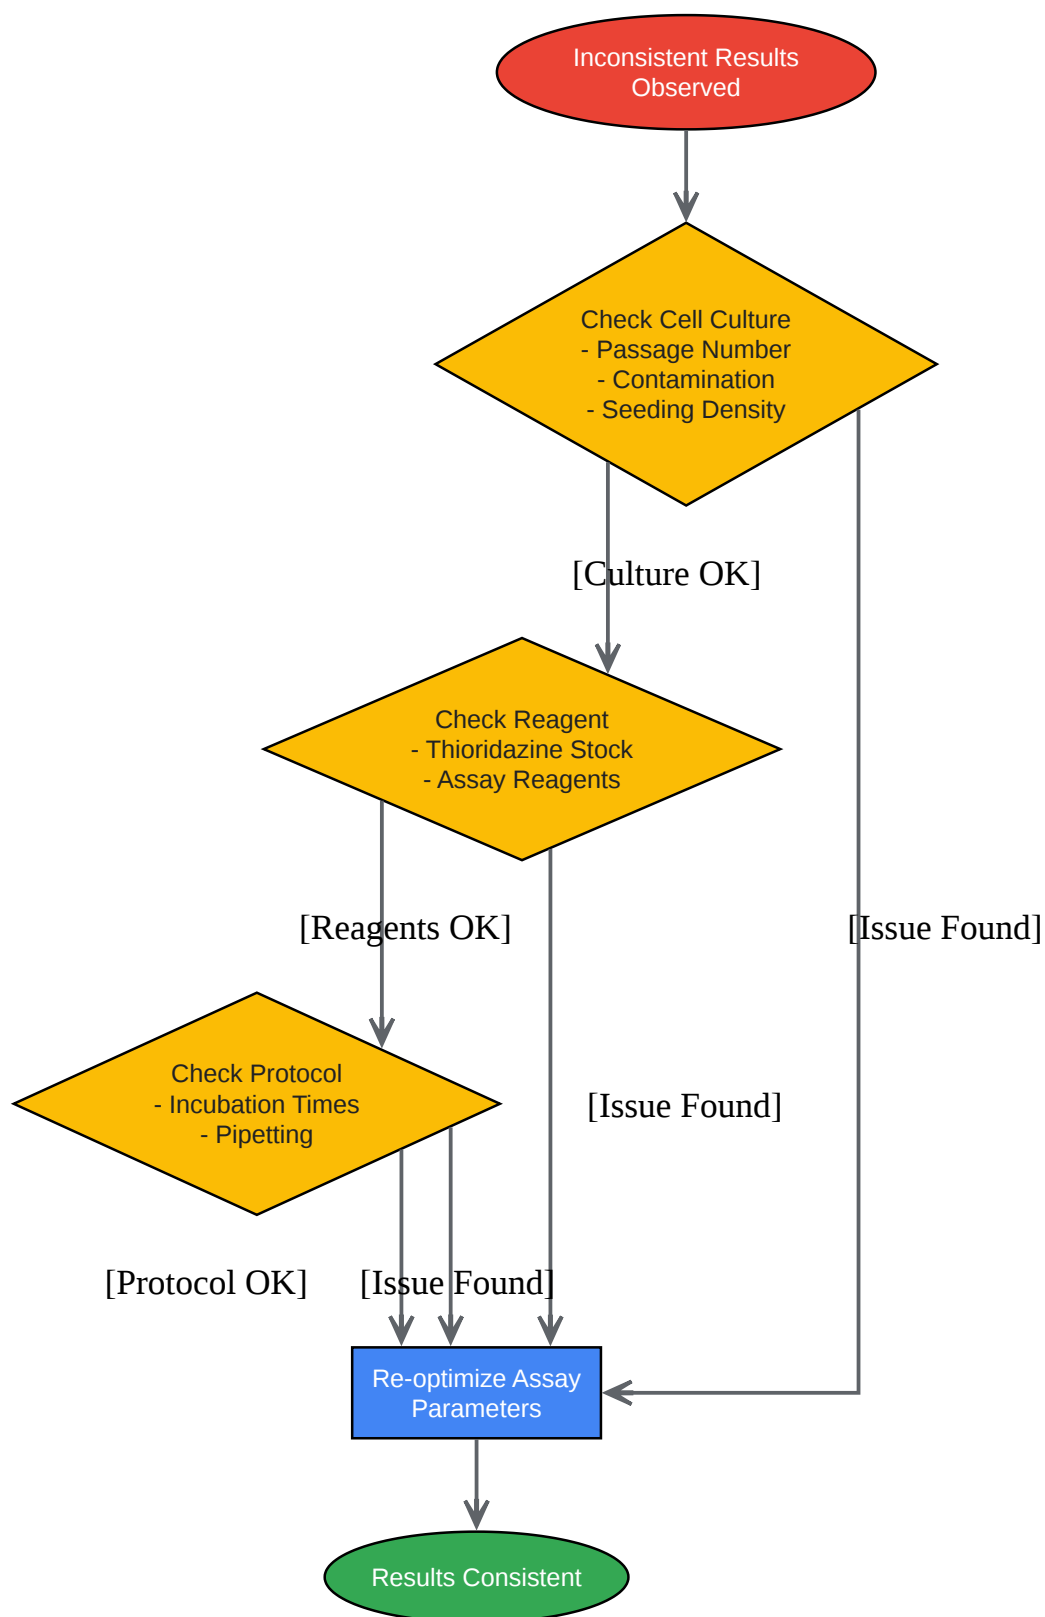 Inconsistent Results
Observed
Check Cell Culture
- Passage Number
- Contamination
- Seeding Density
[Culture OK]
Check Reagent
- Thioridazine Stock
- Assay Reagents
[Reagents OK]
[Issue Found]
Check Protocol
- Incubation Times
- Pipetting
[Issue Found]
[Protocol OK]
[Issue Found]
Re-optimize Assay
Parameters
Results Consistent